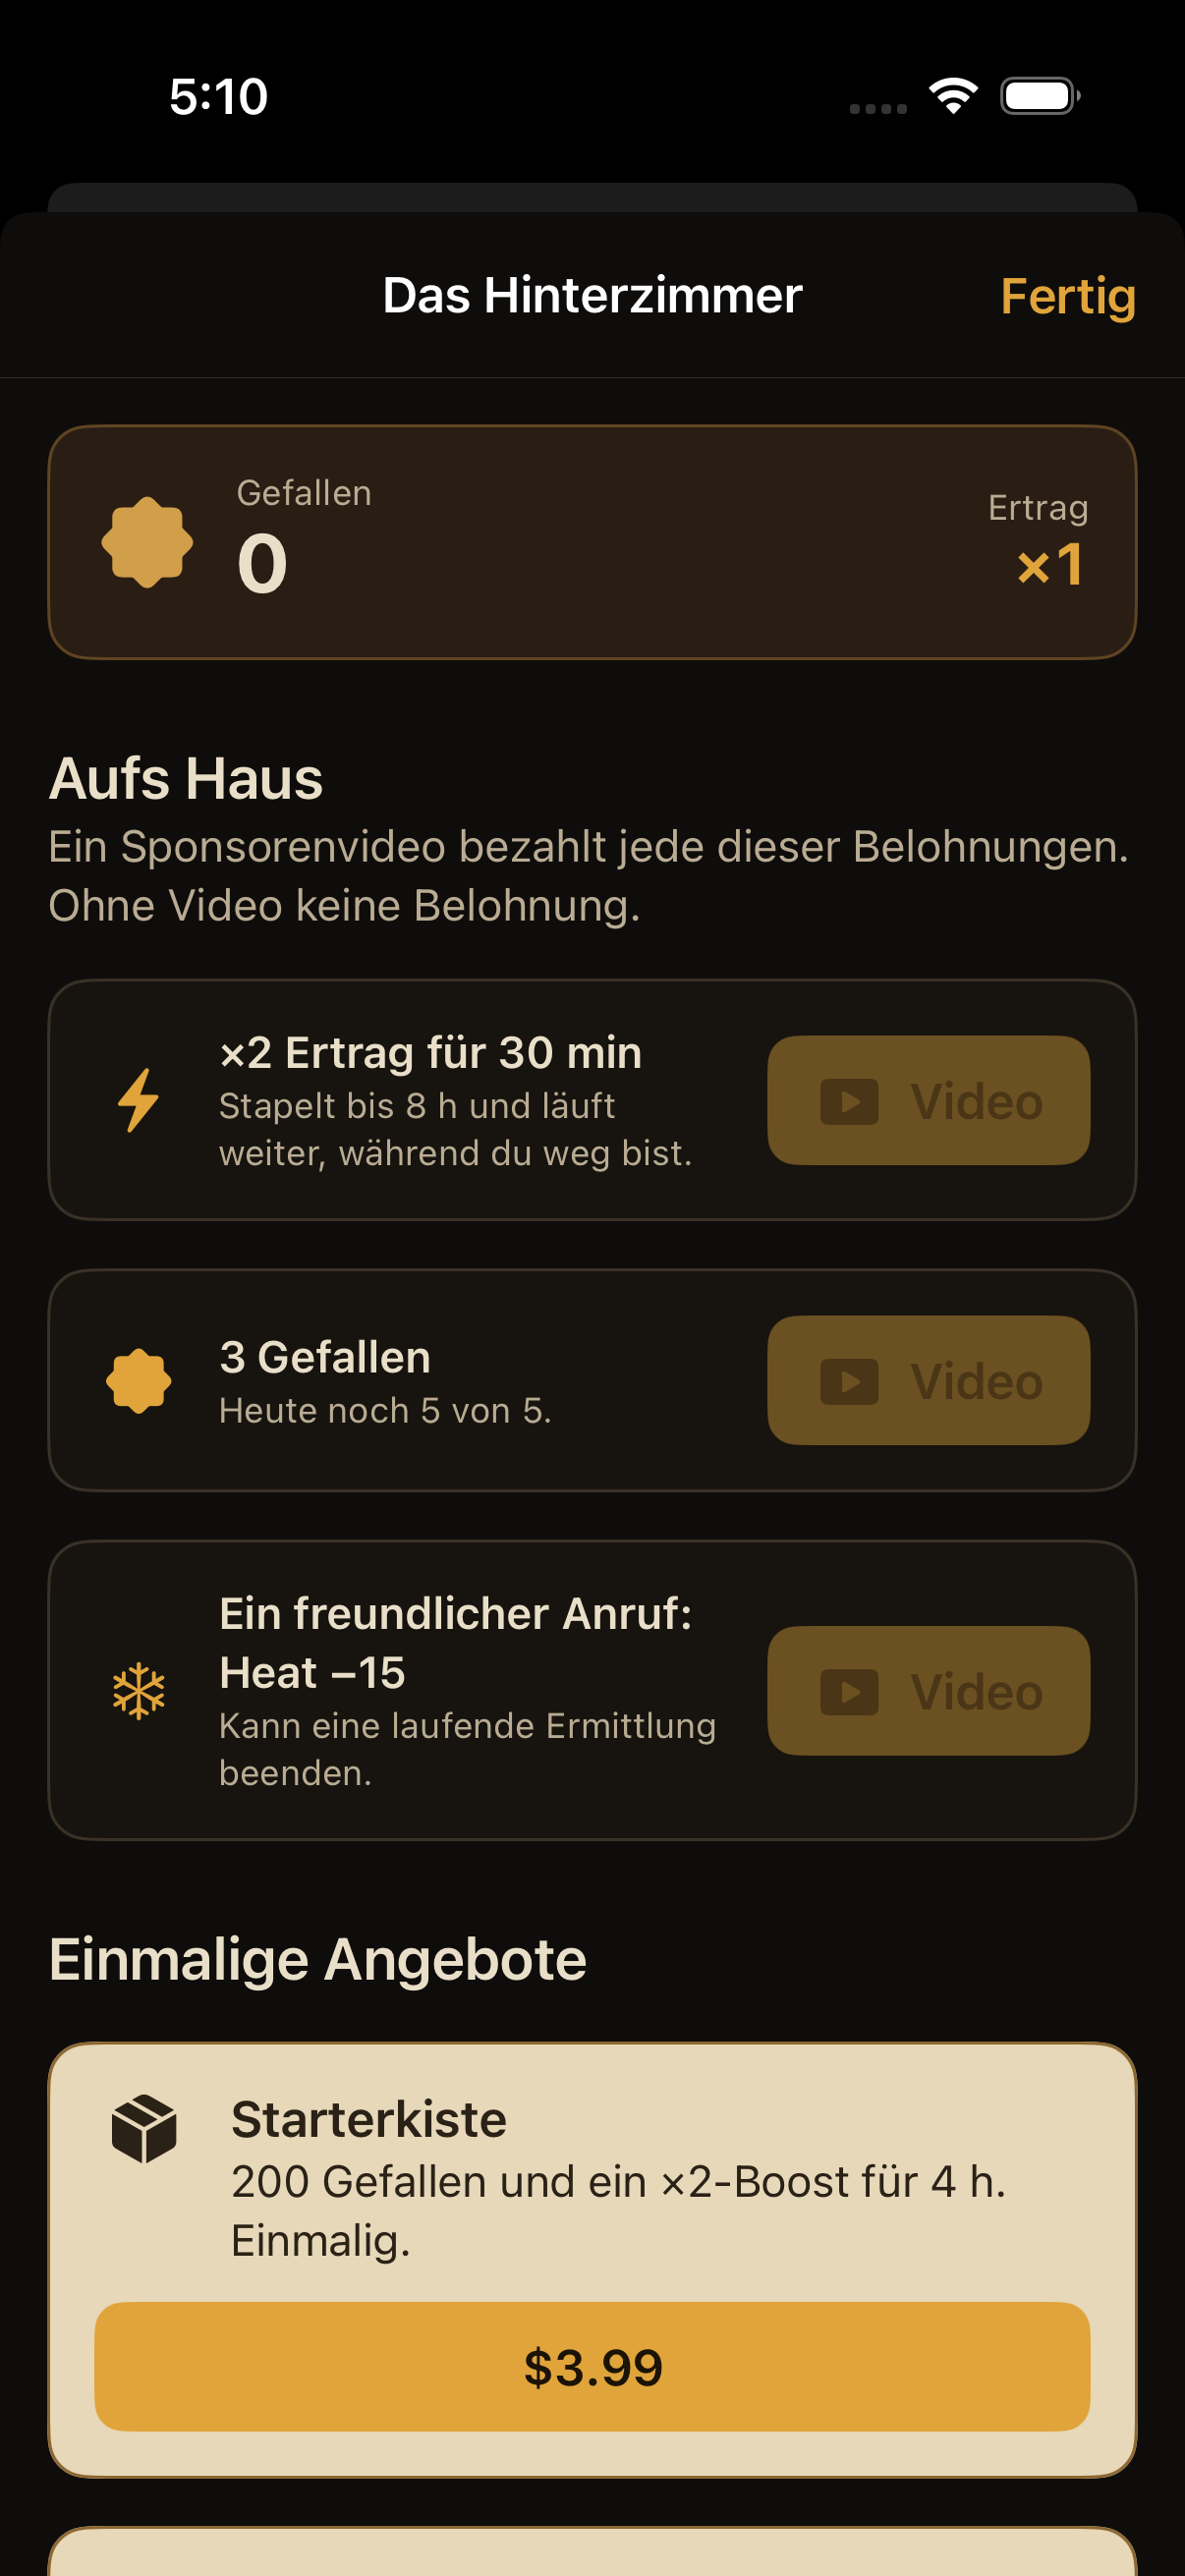 5:10
Das Hinterzimmer
Fertig
Gefallen
0
Ertrag
×1
Aufs Haus
Ein Sponsorenvideo bezahlt jede dieser Belohnungen.
Ohne Video keine Belohnung.
×2 Ertrag für 30 min
Stapelt bis 8 h und läuft
weiter, während du weg bist.
Video
3 Gefallen
Heute noch 5 von 5.
Video
Ein freundlicher Anruf:
Heat −15
Kann eine laufende Ermittlung
beenden.
Video
Einmalige Angebote
Starterkiste
200 Gefallen und ein ×2-Boost für 4 h.
Einmalig.
$3.99